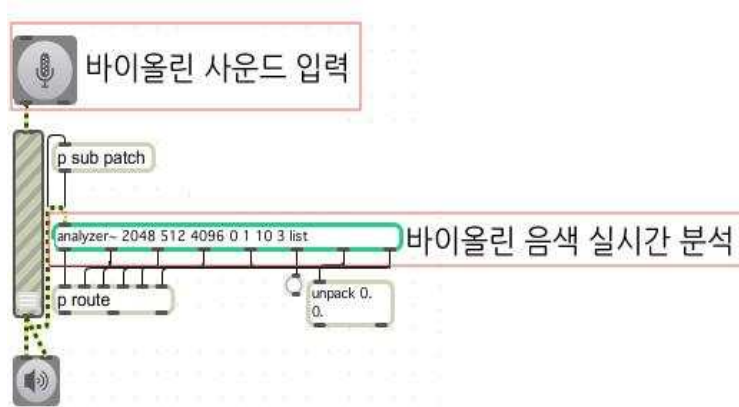 바이올린 사운드 입력
p sub patch
analyzer~ 2048 512 4096 0 1 10 3 list
바이올린 음색 실시간 분석
p route
unpack 0.
0.